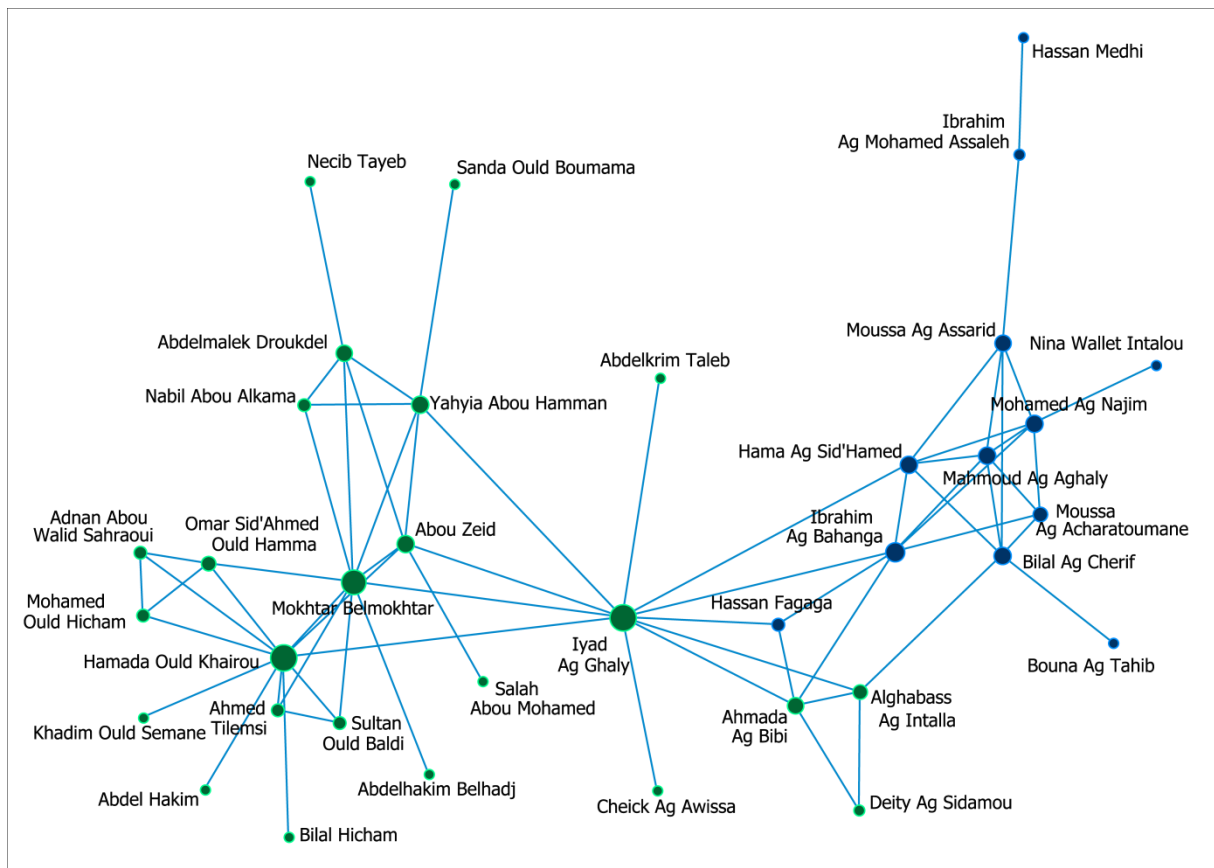 Hassan Medhi
Ibrahim
Ag Mohamed Assaleh
Necib Tayeb
Sanda Ould Boumama
Abdelmalek Droukdel
Moussa Ag Assarid
Nina Wallet Intalou
Abdelkrim Taleb
Nabil Abou Alkama
Yahyia Abou Hamman
Mohamed Ag Najim
Hama Ag Sid'Hamed
Mahmoud Ag Aghaly
Adnan Abou
Walid Sahraoui
Omar Sid'Ahmed
Ould Hamma
Abou Zeid
Ibrahim
Ag Bahanga
Moussa
Ag Acharatoumane
Bilal Ag Cherif
Mohamed
Ould Hicham
Mokhtar Belmokhtar
Hassan Fagaga
Iyad
Ag Ghaly
Hamada Ould Khairou
Bouna Ag Tahib
Salah
Abou Mohamed
Khadim Ould Semane
Ahmed
Tilemsi
Sultan
Ould Baldi
Ahmada
Ag Bibi
Alghabass
Ag Intalla
Abdel Hakim
Abdelhakim Belhadj
Cheick Ag Awissa
Deity Ag Sidamou
Bilal Hicham